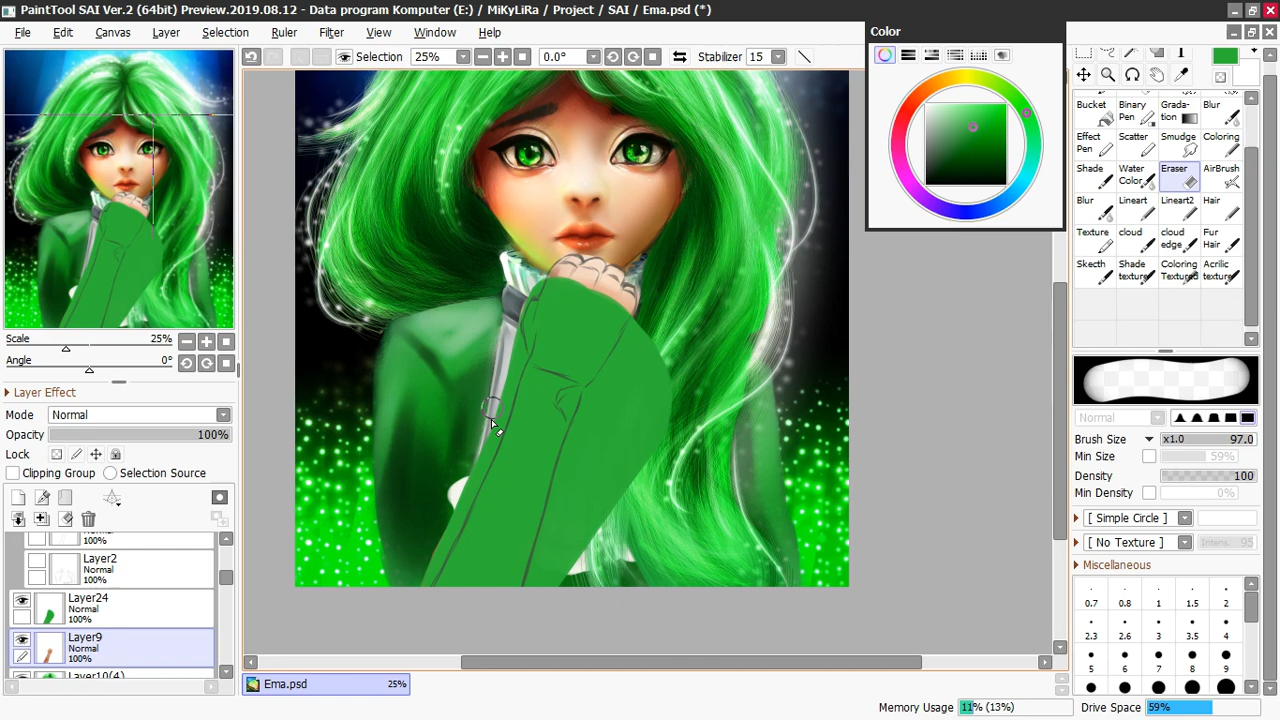 PaintTool SAI Ver.2 (64bit) Preview.2019.08.12 - Data program Komputer (E:) / MiKyLiRa / Project / SAI / Ema.psd (*)
File Edit Canvas Layer Selection Ruler Filter View Window Help
Selection 25% 0.0° Stabilizer 15
Color
Scale 25%
Angle 0°
Layer Effect
Mode Normal
Opacity 100%
Lock
Clipping Group Selection Source
Normal
100%
Layer2
Normal
100%
Layer24
Normal
100%
Layer9
Normal
100%
Layer10(4)
Ema.psd 25%
T
Bucket Binary Pen Grada-tion Blur
Effect Pen Scatter Smudge Coloring
Shade Water Color Eraser AirBrush
Blur Lineart Lineart2 Hair
Texture cloud cloud edge Fur Hair
Skecth Shade texture Coloring Textured Acrilic texture
Normal
Brush Size x1.0 97.0
Min Size 59%
Density 100
Min Density 0%
[ Simple Circle ]
[ No Texture ] Intens. 95
Miscellaneous
0.7 0.8 1 1.5 2
2.3 2.6 3 3.5 4
5 6 7 8 9
Memory Usage 11% (13%) Drive Space 59%